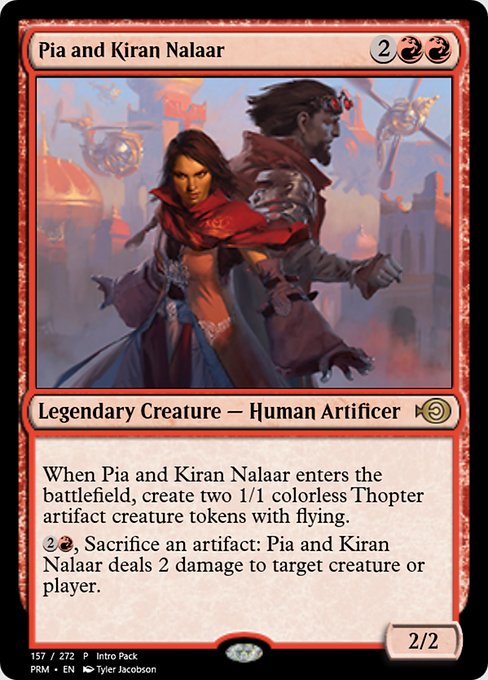 Pia and Kiran Nalaar 2
Legendary Creature — Human Artificer
When Pia and Kiran Nalaar enters the
battlefield, create two 1/1 colorless Thopter
artifact creature tokens with flying.
2, Sacrifice an artifact: Pia and Kiran
Nalaar deals 2 damage to target creature or
player.
2/2
157 / 272 P Intro Pack
PRM • EN Tyler Jacobson